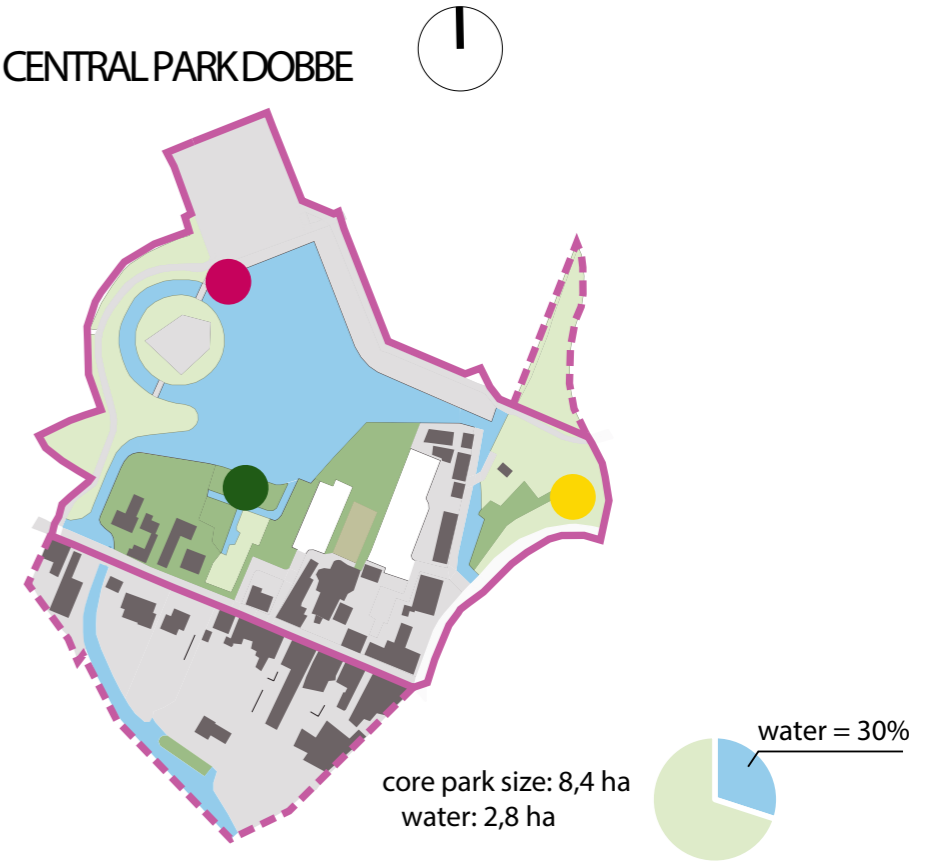 CENTRAL PARK DOBBE
water = 30%
core park size: 8,4 ha
water: 2,8 ha